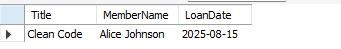 Title MemberName LoanDate
Clean Code Alice Johnson 2025-08-15